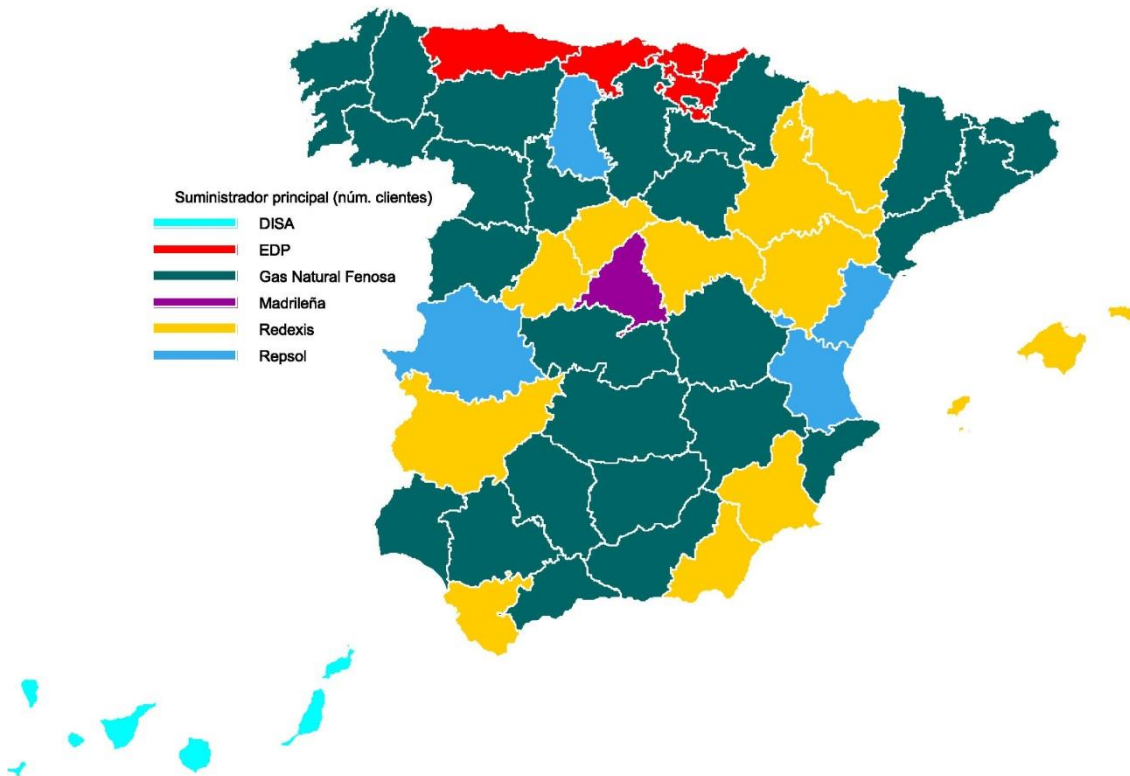 Suministrador principal (núm. clientes)
DISA
EDP
Gas Natural Fenosa
Madrileña
Redexis
Repsol